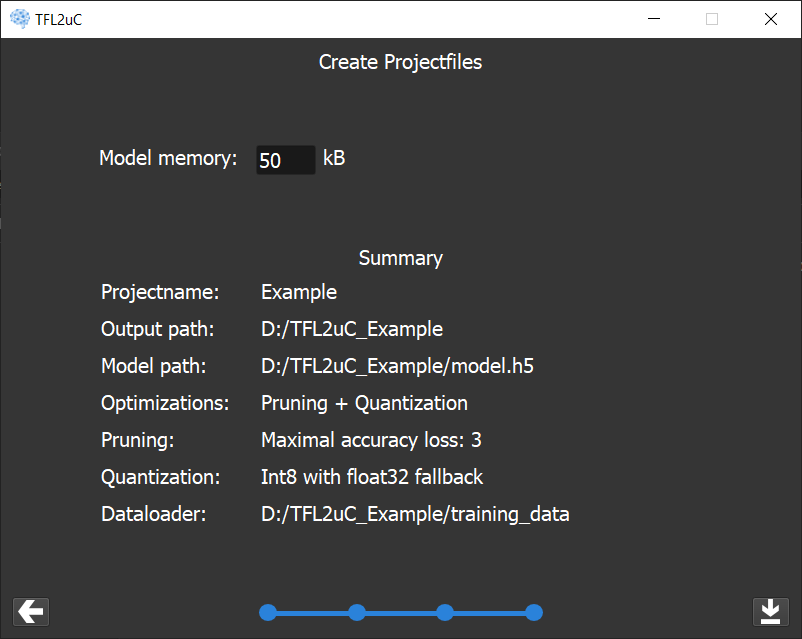 TFL2uC
Create Projectfiles
Model memory: 50 kB
Summary
Projectname: Example
Output path: D:/TFL2uC_Example
Model path: D:/TFL2uC_Example/model.h5
Optimizations: Pruning + Quantization
Pruning: Maximal accuracy loss: 3
Quantization: Int8 with float32 fallback
Dataloader: D:/TFL2uC_Example/training_data